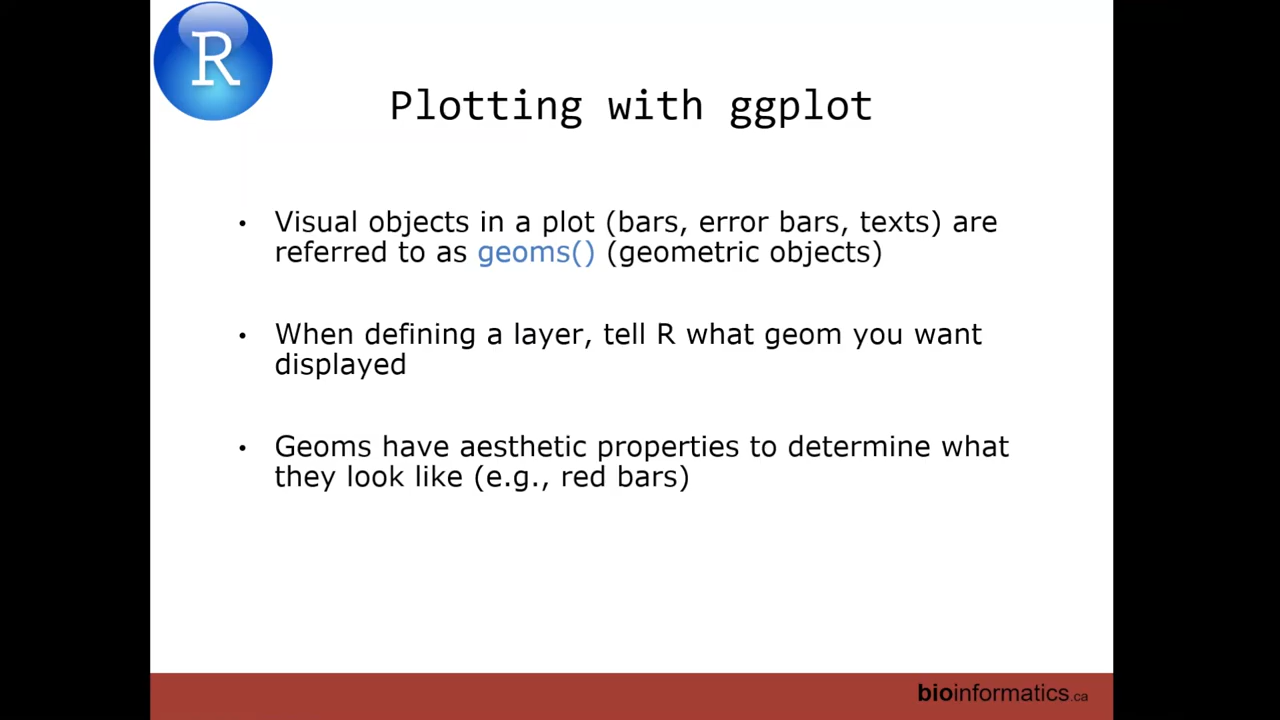 R
Plotting with ggplot
• Visual objects in a plot (bars, error bars, texts) are
referred to as geoms() (geometric objects)
• When defining a layer, tell R what geom you want
displayed
• Geoms have aesthetic properties to determine what
they look like (e.g., red bars)
bioinformatics.ca